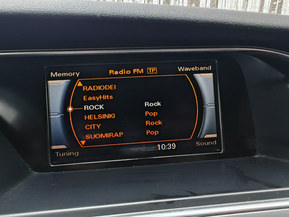 Memory Radio FM TP Waveband
RADIODEI
EasyHits
ROCK Rock
HELSINKI Pop
CITY Rock
SUOMIRAP Pop
Tuning 10:39 Sound